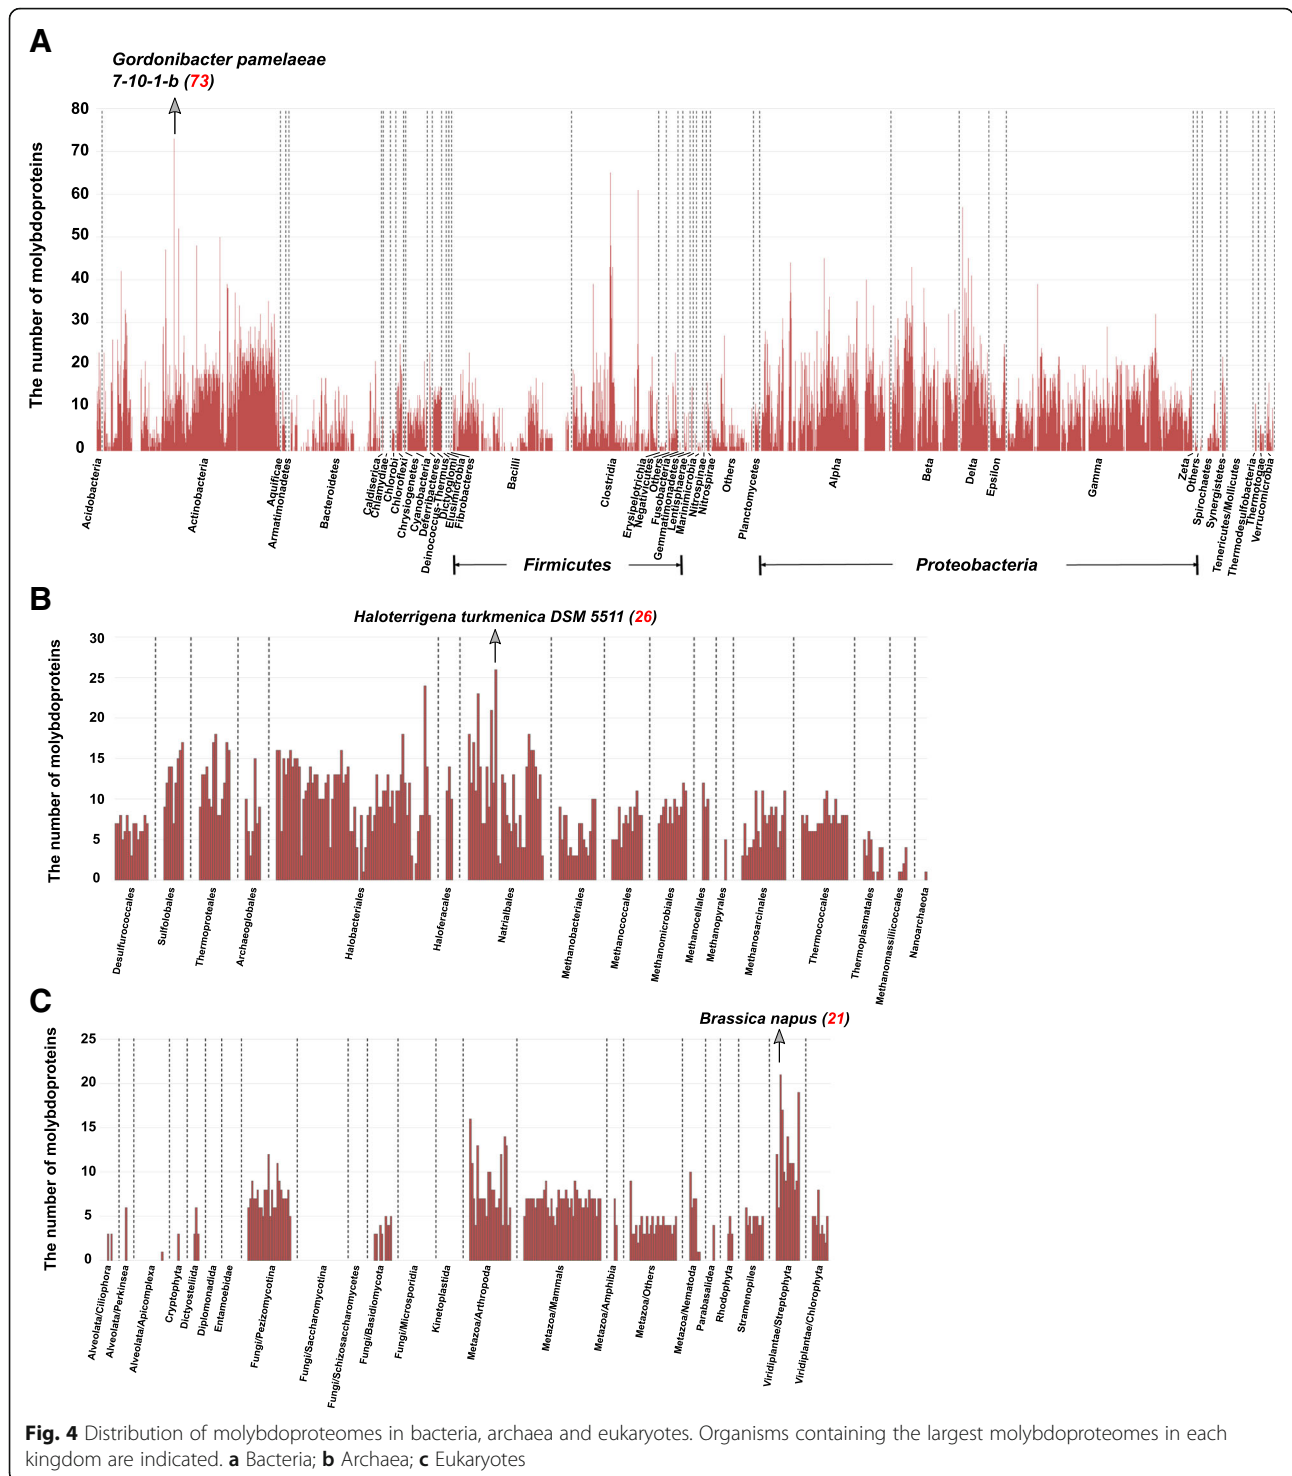 A
Gordonibacter pamelaeae
7-10-1-b (73)
The number of molybdoproteins
80
70
60
50
40
30
20
10
0
Acidobacteria
Actinobacteria
Aquificae
Armatimonadetes
Bacteroidetes
Caldiserica
Chlamydiae
Chlorobi
Chloroflexi
Chrysiogenetes
Cyanobacteria
Deferribacteres
Deinococcus-Thermus
Dictyoglomi
Elusimicrobia
Fibrobacteres
Bacilli
Clostridia
Erysipelotrichia
Negativicutes
Others
Fusobacteria
Gemmatimonadetes
Lentisphaerae
Marinimicrobia
Nitrospinae
Nitrospirae
Others
Planctomycetes
Alpha
Beta
Delta
Epsilon
Gamma
Zeta
Others
Spirochaetes
Synergistetes
Tenericutes/Mollicutes
Thermodesulfobacteria
Thermotogae
Verrucomicrobia
Firmicutes
Proteobacteria
B
Haloterrigena turkmenica DSM 5511 (26)
The number of molybdoproteins
30
25
20
15
10
5
0
Desulfurococcales
Sulfolobales
Thermoproteales
Archaeoglobales
Halobacteriales
Haloferacales
Natrialbales
Methanobacteriales
Methanococcales
Methanomicrobiales
Methanocellales
Methanopyrales
Methanosarcinales
Thermococcales
Thermoplasmatales
Methanomassiliicoccales
Nanoarchaeota
C
Brassica napus (21)
The number of molybdoproteins
25
20
15
10
5
0
Alveolata/Ciliophora
Alveolata/Perkinsea
Alveolata/Apicomplexa
Cryptophyta
Dictyosteliida
Diplomonadida
Entamoebidae
Fungi/Pezizomycotina
Fungi/Saccharomycotina
Fungi/Schizosaccharomycetes
Fungi/Basidiomycota
Fungi/Microsporidia
Kinetoplastida
Metazoa/Arthropoda
Metazoa/Mammals
Metazoa/Amphibia
Metazoa/Others
Metazoa/Nematoda
Parabasalidea
Rhodophyta
Stramenopiles
Viridiplantae/Streptophyta
Viridiplantae/Chlorophyta
Fig. 4 Distribution of molybdoproteomes in bacteria, archaea and eukaryotes. Organisms containing the largest molybdoproteomes in each
kingdom are indicated. a Bacteria; b Archaea; c Eukaryotes